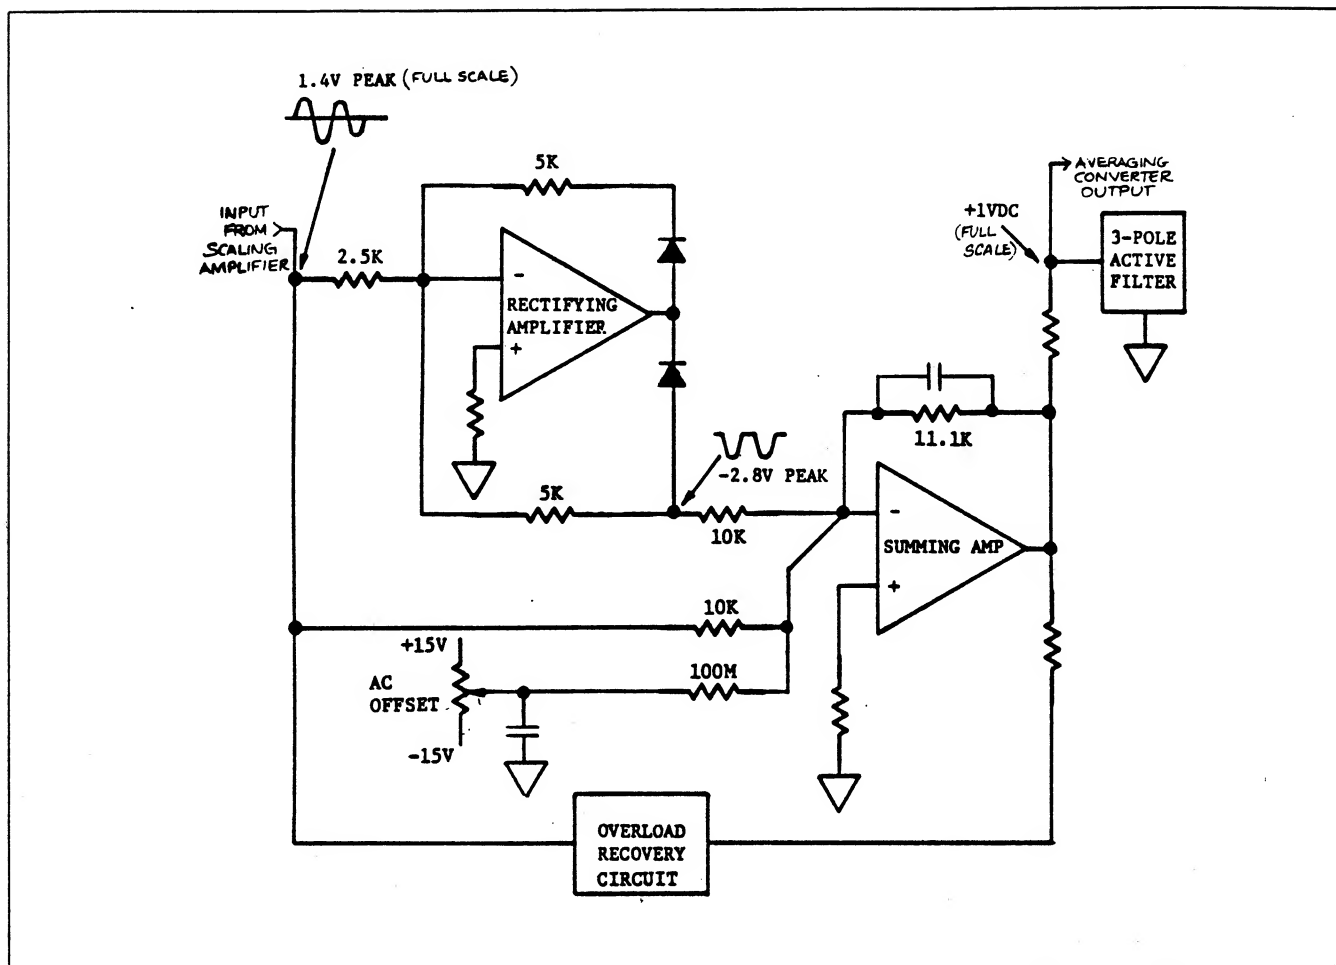 1.4V PEAK (FULL SCALE)
INPUT
FROM
SCALING
AMPLIFIER
2.5K
5K
-
RECTIFYING
AMPLIFIER
+
5K
-2.8V PEAK
10K
11.1K
-
SUMMING AMP
+
+1VDC
(FULL
SCALE)
AVERAGING
CONVERTER
OUTPUT
3-POLE
ACTIVE
FILTER
10K
+15V
AC
OFFSET
-15V
100M
OVERLOAD
RECOVERY
CIRCUIT